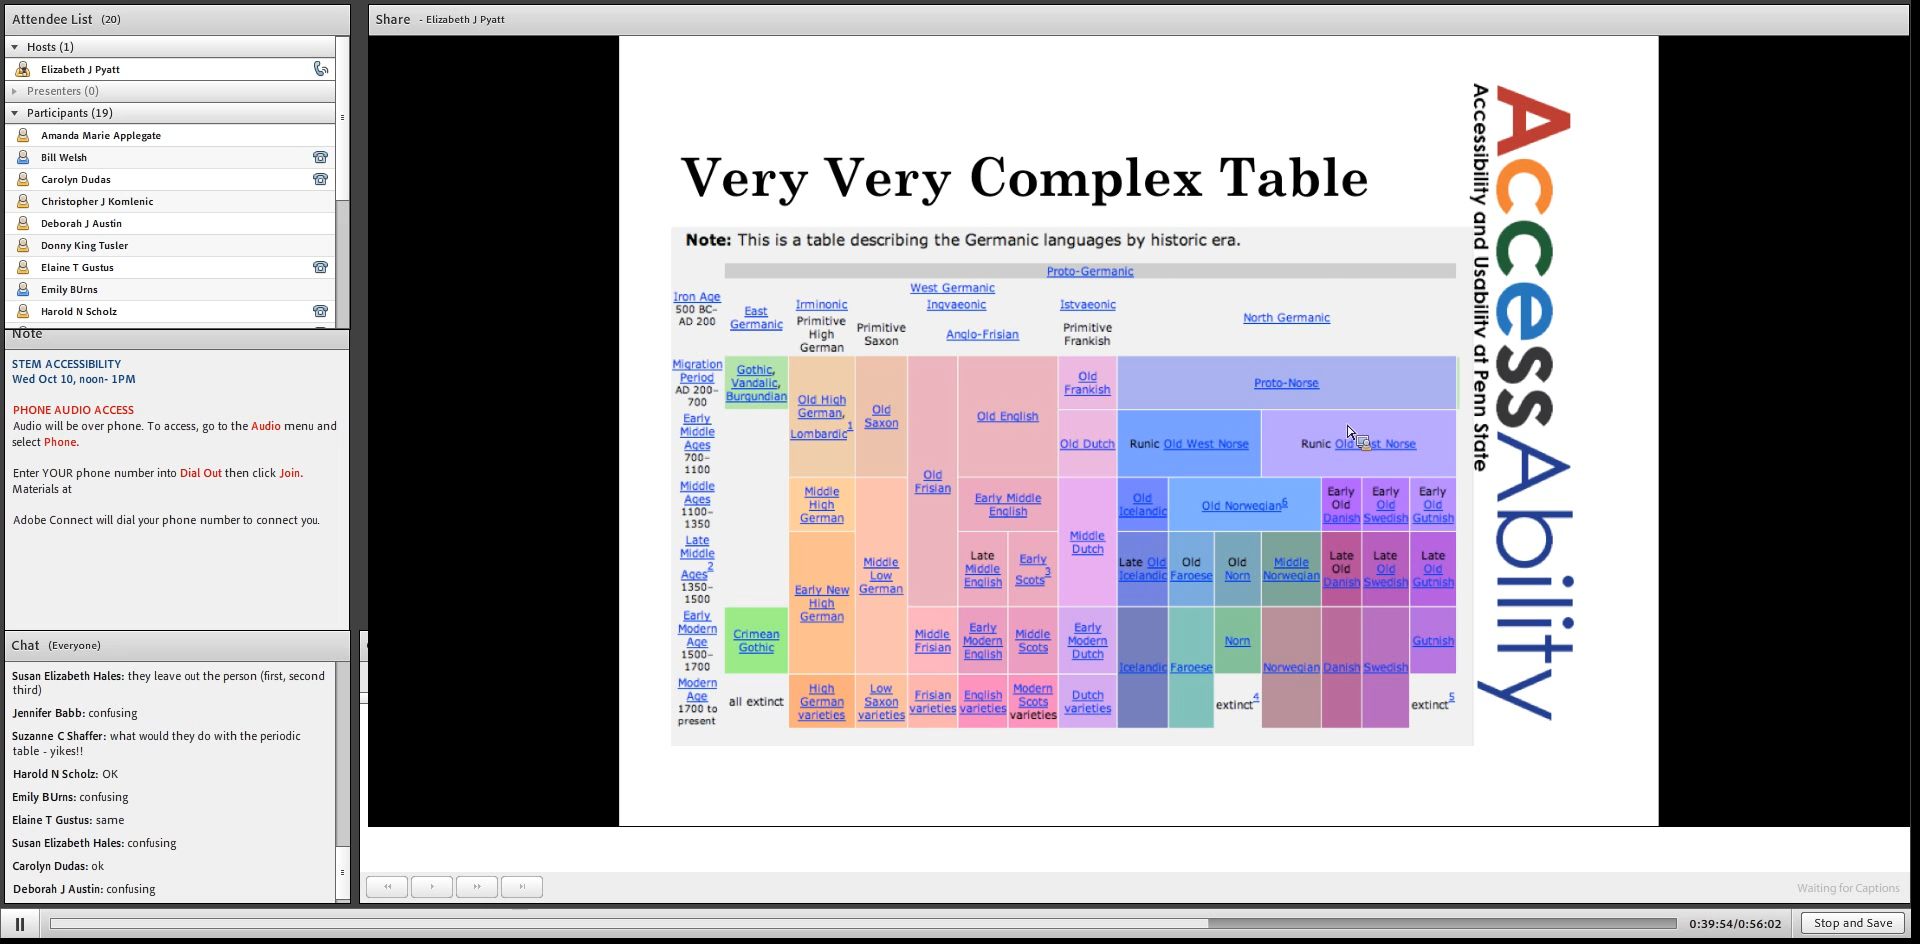 Attendee List (20)
Hosts (1)
Elizabeth J Pyatt
Presenters (0)
Participants (19)
Amanda Marie Applegate
Bill Welsh
Carolyn Dudas
Christopher J Komlenic
Deborah J Austin
Donny King Tusler
Elaine T Gustus
Emily BUrns
Harold N Scholz
Note
STEM ACCESSIBILITY
Wed Oct 10, noon- 1PM
PHONE AUDIO ACCESS
Audio will be over phone. To access, go to the Audio menu and
select Phone.
Enter YOUR phone number into Dial Out then click Join.
Materials at
Adobe Connect will dial your phone number to connect you.
Chat (Everyone)
Susan Elizabeth Hales: they leave out the person (first, second
third)
Jennifer Babb: confusing
Suzanne C Shaffer: what would they do with the periodic
table - yikes!!
Harold N Scholz: OK
Emily BUrns: confusing
Elaine T Gustus: same
Susan Elizabeth Hales: confusing
Carolyn Dudas: ok
Deborah J Austin: confusing
Share - Elizabeth J Pyatt
Very Very Complex Table
Note: This is a table describing the Germanic languages by historic era.
Proto-Germanic
Iron Age
500 BC–
AD 200
East
Germanic
West Germanic
Irminonic
Ingvaeonic
Istvaeonic
North Germanic
Primitive
High
German
Primitive
Saxon
Anglo-Frisian
Primitive
Frankish
Migration
Period
AD 200–
700
Gothic,
Vandalic,
Burgundian
Old High
German,
Lombardic1
Old
Saxon
Old
Frisian
Old English
Old
Frankish
Proto-Norse
Early
Middle
Ages
700–
1100
Old Dutch
Runic Old West Norse
Runic Old st Norse
Middle
Ages
1100–
1350
Middle
High
German
Middle
Low
German
Early Middle
English
Middle
Dutch
Old
Icelandic
Old Norwegian6
Early
Old
Danish
Early
Old
Swedish
Early
Old
Gutnish
Late
Middle
Ages2
1350–
1500
Early New
High
German
Late
Middle
English
Early
Scots3
Late Old
Icelandic
Old
Faroese
Old
Norn
Middle
Norwegian
Late
Old
Danish
Late
Old
Swedish
Late
Old
Gutnish
Early
Modern
Age
1500–
1700
Crimean
Gothic
Middle
Frisian
Early
Modern
English
Middle
Scots
Early
Modern
Dutch
Icelandic
Faroese
Norn
Norwegian
Danish
Swedish
Gutnish
Modern
Age
1700 to
present
all extinct
High
German
varieties
Low
Saxon
varieties
Frisian
varieties
English
varieties
Modern
Scots
varieties
Dutch
varieties
extinct4
extinct5
AccessAbility
Accessibility and Usability at Penn State
Waiting for Captions
0:39:54/0:56:02
Stop and Save